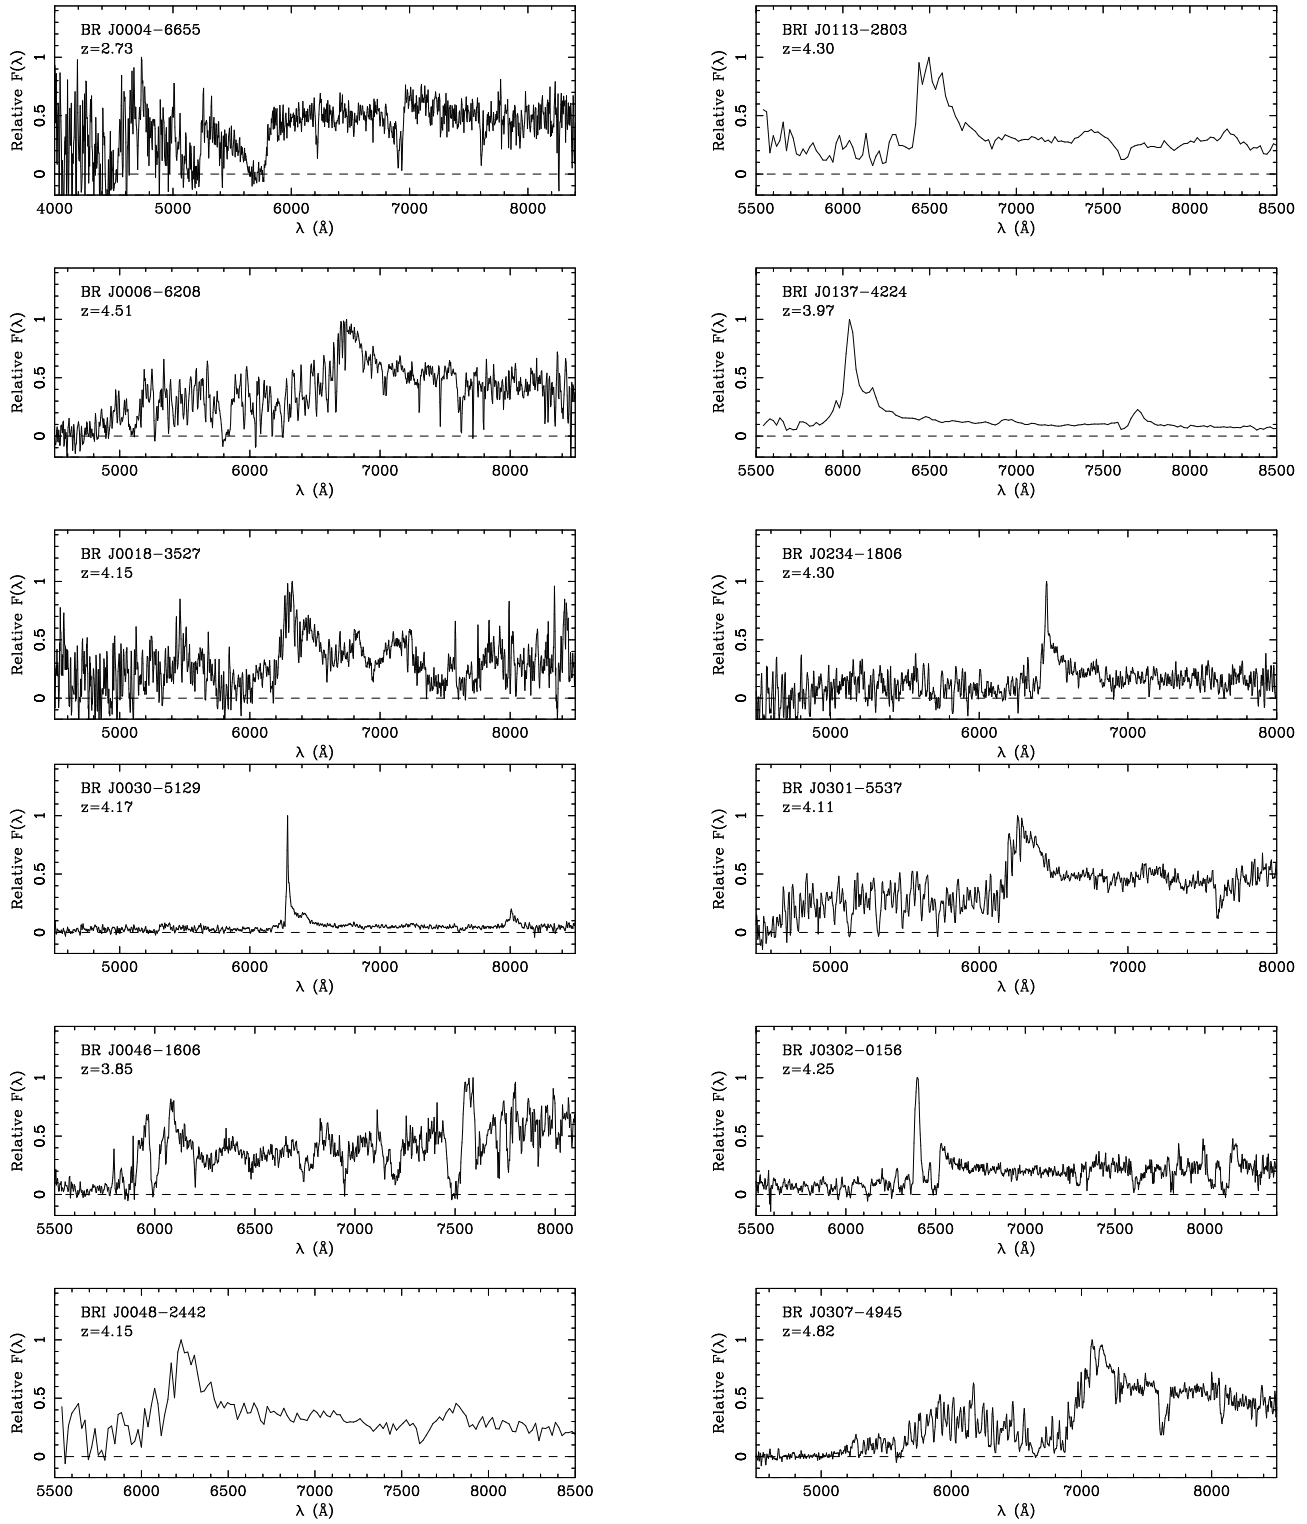 BR J0004−6655
z=2.73
Relative F(λ)
0 0.5 1
4000 5000 6000 7000 8000
λ (Å)
BRI J0113−2803
z=4.30
Relative F(λ)
0 0.5 1
5500 6000 6500 7000 7500 8000 8500
λ (Å)
BR J0006−6208
z=4.51
Relative F(λ)
0 0.5 1
5000 6000 7000 8000
λ (Å)
BRI J0137−4224
z=3.97
Relative F(λ)
0 0.5 1
5500 6000 6500 7000 7500 8000 8500
λ (Å)
BR J0018−3527
z=4.15
Relative F(λ)
0 0.5 1
5000 6000 7000 8000
λ (Å)
BR J0234−1806
z=4.30
Relative F(λ)
0 0.5 1
5000 6000 7000 8000
λ (Å)
BR J0030−5129
z=4.17
Relative F(λ)
0 0.5 1
5000 6000 7000 8000
λ (Å)
BR J0301−5537
z=4.11
Relative F(λ)
0 0.5 1
5000 6000 7000 8000
λ (Å)
BR J0046−1606
z=3.85
Relative F(λ)
0 0.5 1
5500 6000 6500 7000 7500 8000
λ (Å)
BR J0302−0156
z=4.25
Relative F(λ)
0 0.5 1
5500 6000 6500 7000 7500 8000
λ (Å)
BRI J0048−2442
z=4.15
Relative F(λ)
0 0.5 1
5500 6000 6500 7000 7500 8000 8500
λ (Å)
BR J0307−4945
z=4.82
Relative F(λ)
0 0.5 1
5000 6000 7000 8000
λ (Å)